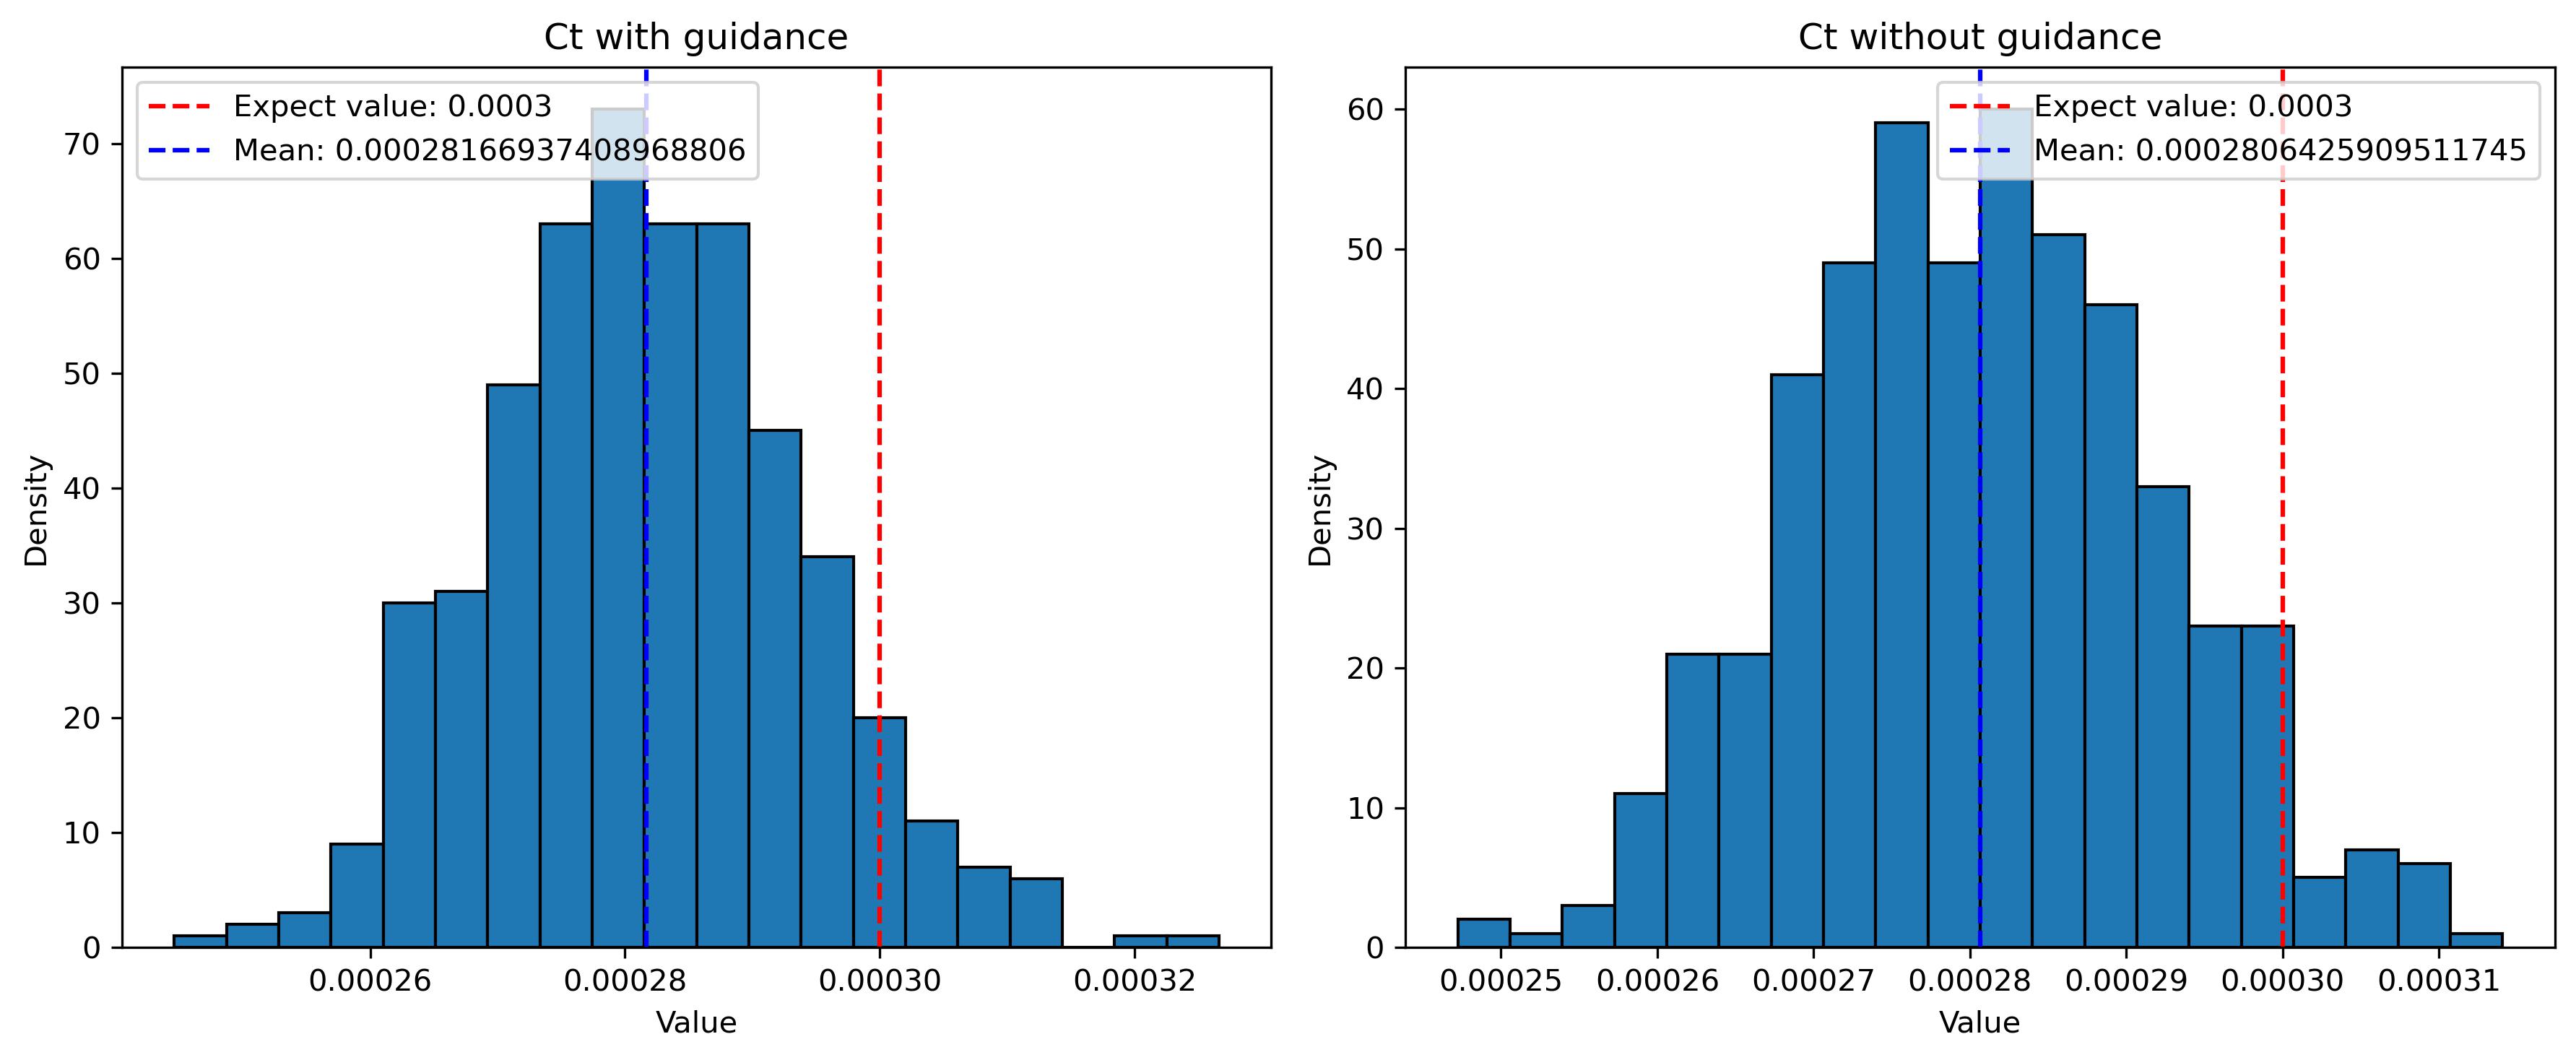 Ct with guidance
Expect value: 0.0003
Mean: 0.00028166937408968806
70
60
50
40
30
20
10
0
Density
0.00026
0.00028
0.00030
0.00032
Value
Ct without guidance
Expect value: 0.0003
Mean: 0.0002806425909511745
60
50
40
30
20
10
0
Density
0.00025
0.00026
0.00027
0.00028
0.00029
0.00030
0.00031
Value